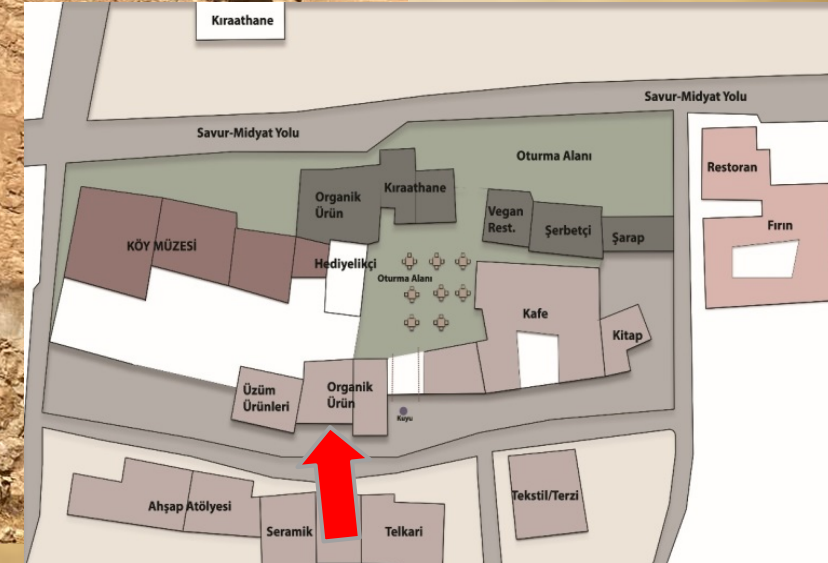 Kıraathane
Savur-Midyat Yolu
Savur-Midyat Yolu
Oturma Alanı
Restoran
Organik
Ürün
Kıraathane
Vegan
Rest.
Şerbetçi
Şarap
Fırın
KÖY MÜZESİ
Hediyelikçi
Oturma Alanı
Kafe
Kitap
Üzüm
Ürünleri
Organik
Ürün
Kuyu
Ahşap Atölyesi
Seramik
Telkari
Tekstil/Terzi